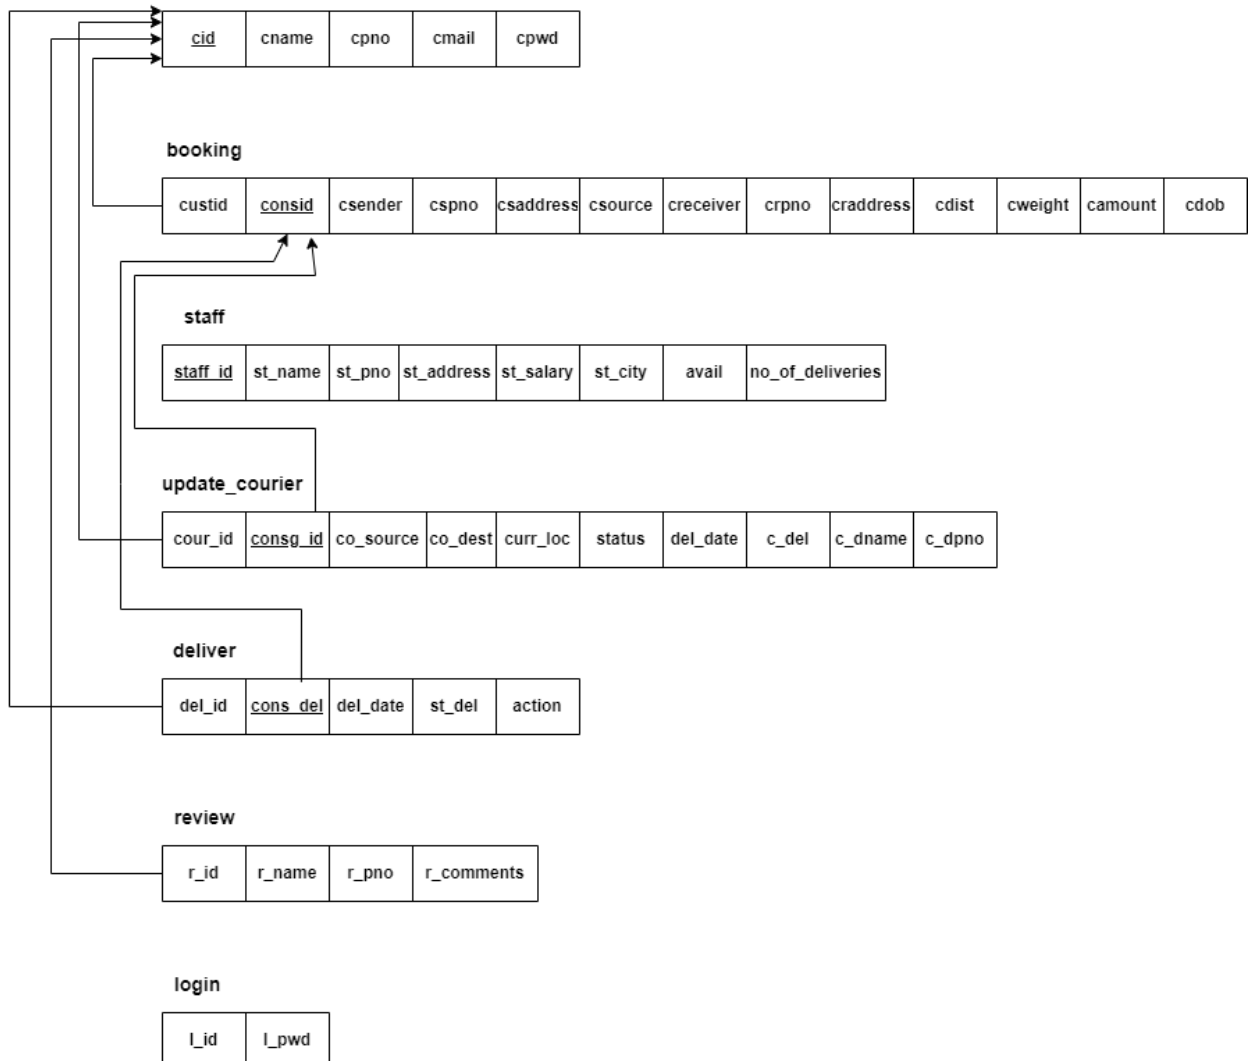 cid cname cpno cmail cpwd
booking
custid consid csender cspno csaddress csource creceiver crpno craddress cdist cweight camount cdob
staff
staff_id st_name st_pno st_address st_salary st_city avail no_of_deliveries
update_courier
cour_id consg_id co_source co_dest curr_loc status del_date c_del c_dname c_dpno
deliver
del_id cons_del del_date st_del action
review
r_id r_name r_pno r_comments
login
l_id l_pwd